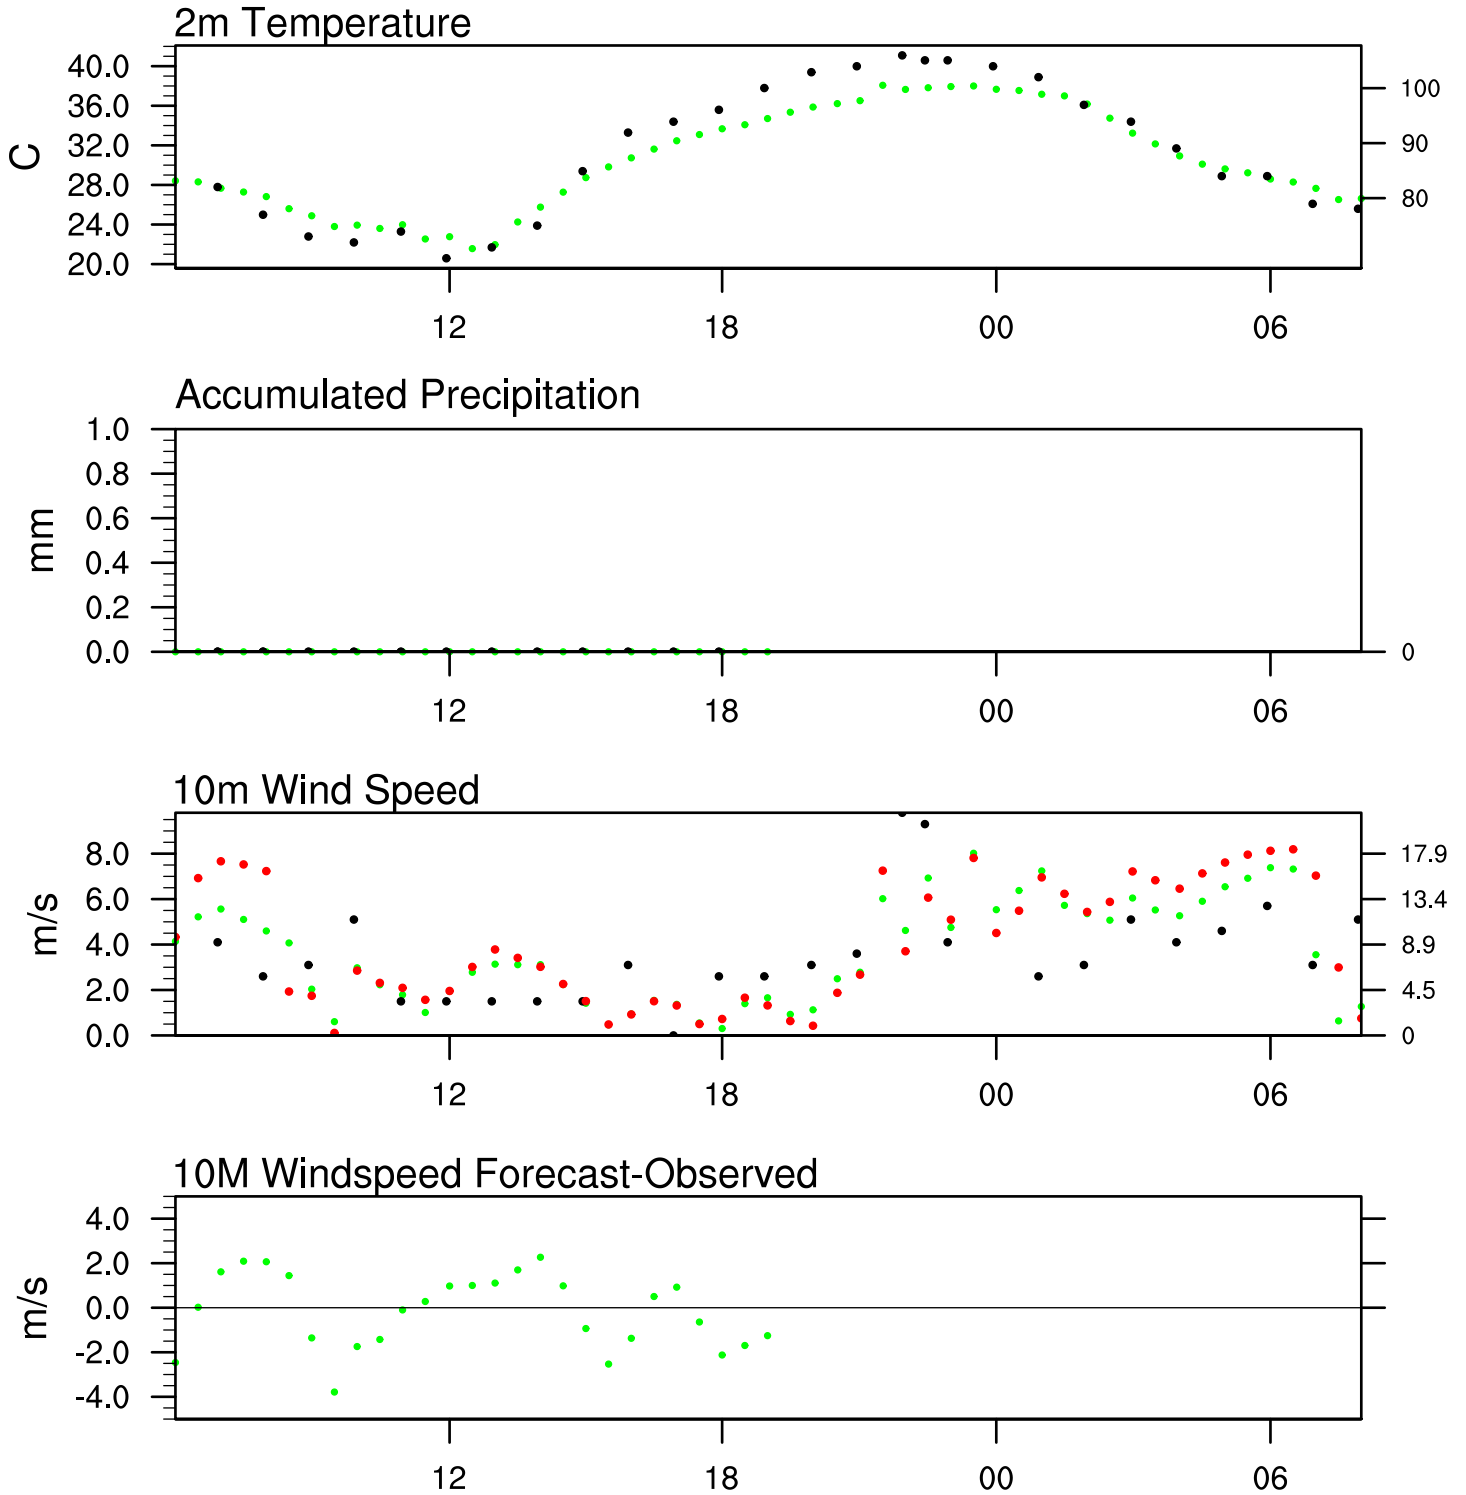 2m Temperature
40.0
36.0
32.0
28.0
24.0
20.0
C
100
90
80
12 18 00 06
Accumulated Precipitation
1.0
0.8
0.6
0.4
0.2
0.0
mm
0
12 18 00 06
10m Wind Speed
8.0
6.0
4.0
2.0
0.0
m/s
17.9
13.4
8.9
4.5
0
12 18 00 06
10M Windspeed Forecast-Observed
4.0
2.0
0.0
-2.0
-4.0
m/s
12 18 00 06